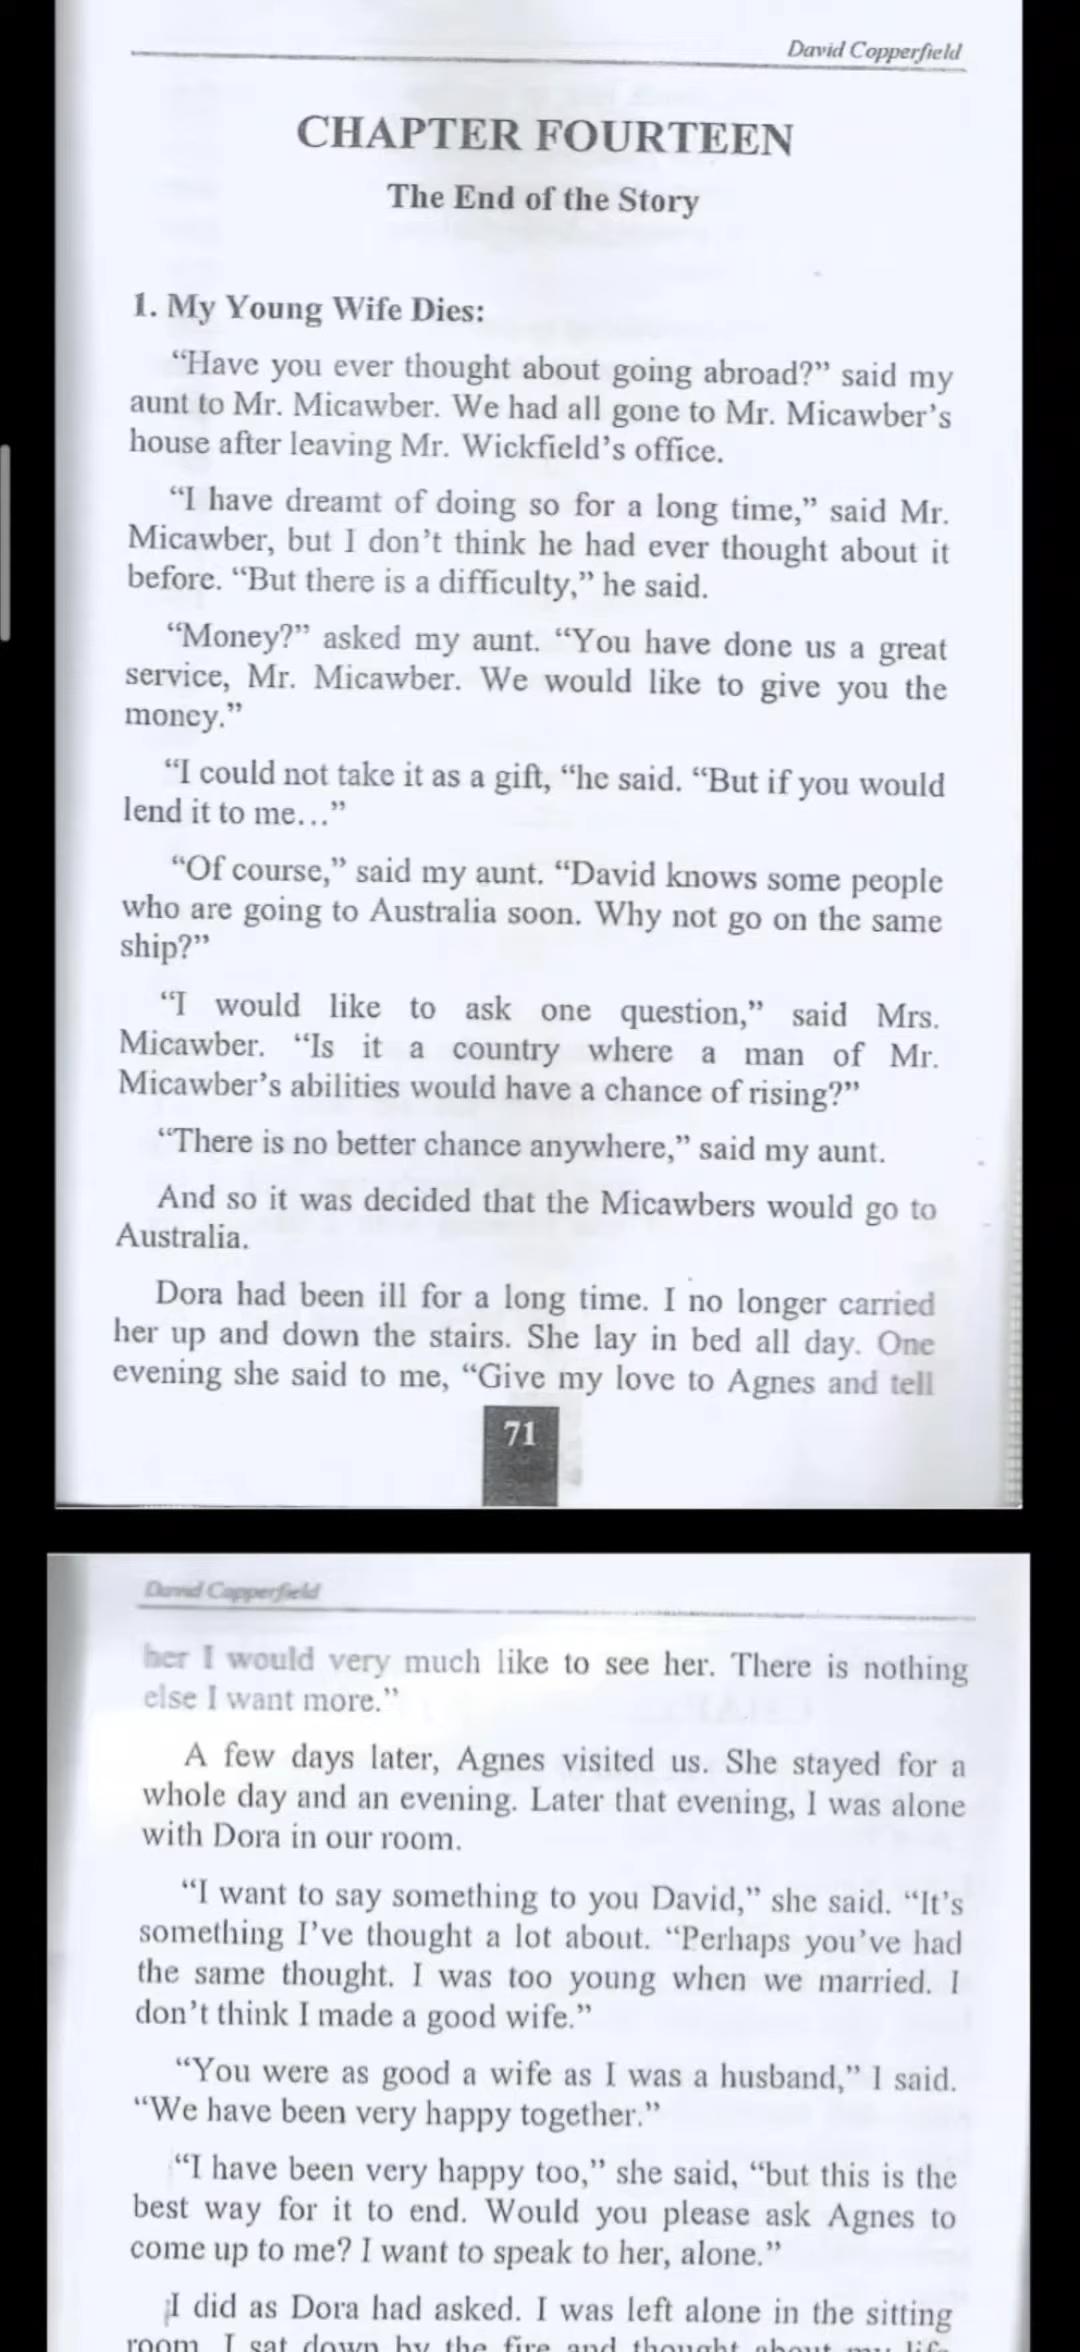 David Copperfield
CHAPTER FOURTEEN
The End of the Story
1. My Young Wife Dies:
“Have you ever thought about going abroad?” said my
aunt to Mr. Micawber. We had all gone to Mr. Micawber’s
house after leaving Mr. Wickfield’s office.
“I have dreamt of doing so for a long time,” said Mr.
Micawber, but I don’t think he had ever thought about it
before. “But there is a difficulty,” he said.
“Money?” asked my aunt. “You have done us a great
service, Mr. Micawber. We would like to give you the
money.”
“I could not take it as a gift, “he said. “But if you would
lend it to me…”
“Of course,” said my aunt. “David knows some people
who are going to Australia soon. Why not go on the same
ship?”
“I would like to ask one question,” said Mrs.
Micawber. “Is it a country where a man of Mr.
Micawber’s abilities would have a chance of rising?”
“There is no better chance anywhere,” said my aunt.
And so it was decided that the Micawbers would go to
Australia.
Dora had been ill for a long time. I no longer carried
her up and down the stairs. She lay in bed all day. One
evening she said to me, “Give my love to Agnes and tell
71
David Copperfield
her I would very much like to see her. There is nothing
else I want more.”
A few days later, Agnes visited us. She stayed for a
whole day and an evening. Later that evening, I was alone
with Dora in our room.
“I want to say something to you David,” she said. “It’s
something I’ve thought a lot about. “Perhaps you’ve had
the same thought. I was too young when we married. I
don’t think I made a good wife.”
“You were as good a wife as I was a husband,” I said.
“We have been very happy together.”
“I have been very happy too,” she said, “but this is the
best way for it to end. Would you please ask Agnes to
come up to me? I want to speak to her, alone.”
I did as Dora had asked. I was left alone in the sitting
room. I sat down by the fire and thought about my life